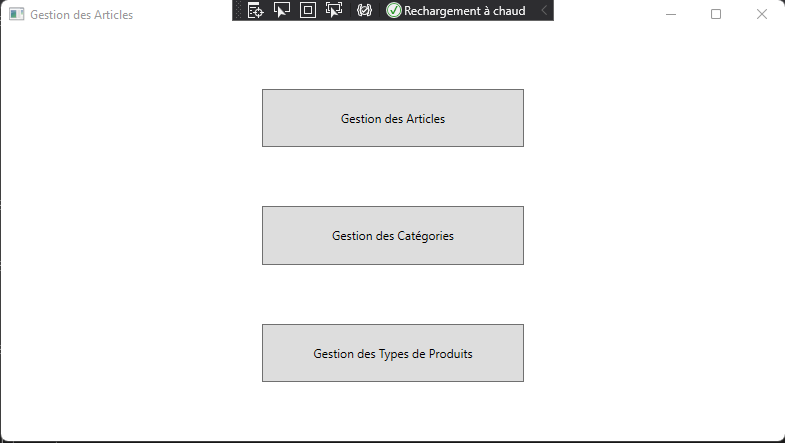 Gestion des Articles
Rechargement à chaud
Gestion des Articles
Gestion des Catégories
Gestion des Types de Produits